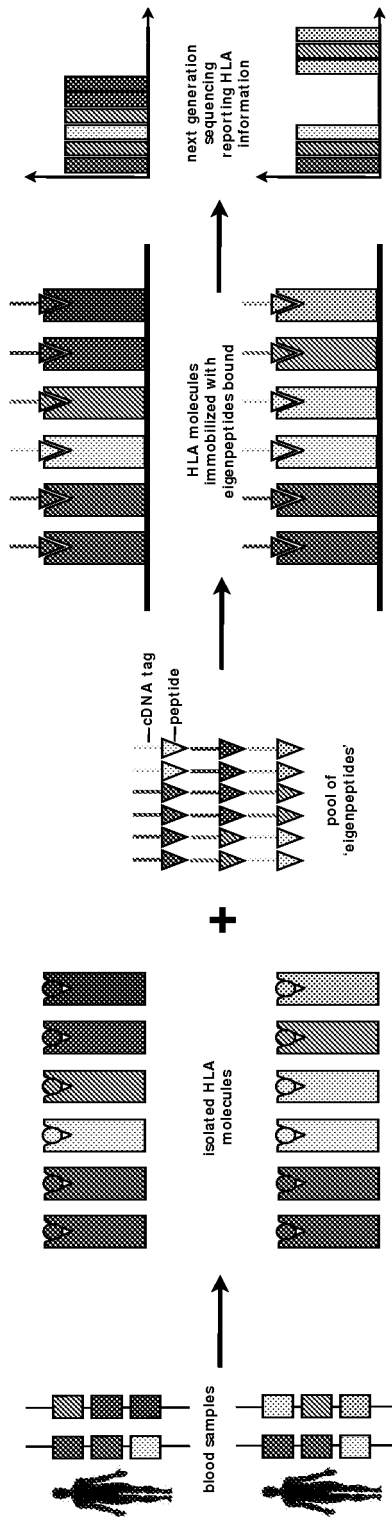 blood samples
isolated HLA
molecules
cDNA tag
peptide
pool of
'eigenpeptides'
HLA molecules
immobilized with
eigenpeptides bound
next generation
sequencing
reporting HLA
information